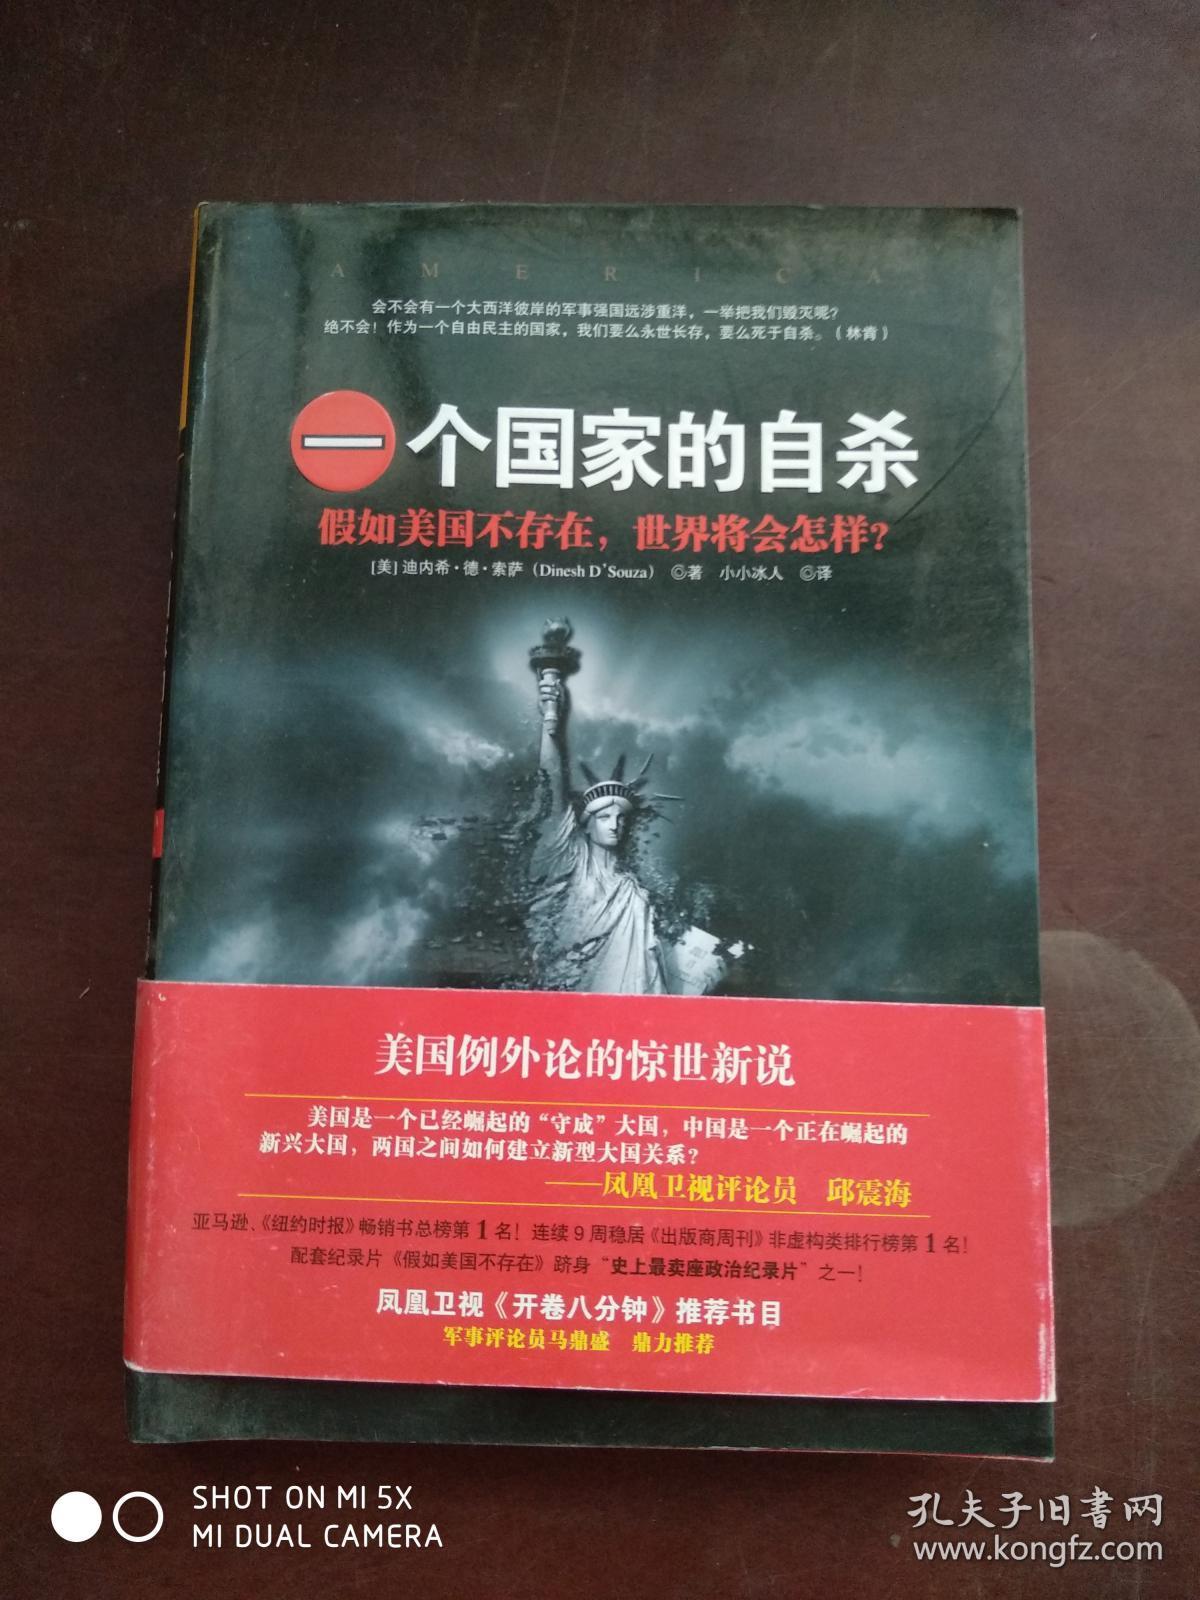 AMERICA
会不会有一个大西洋彼岸的军事强国远涉重洋，一举把我们毁灭呢？
绝不会！作为一个自由民主的国家，我们要么永世长存，要么死于自杀。（林肯）
一个国家的自杀
假如美国不存在，世界将会怎样？
[美] 迪内希·德·索萨（Dinesh D'Souza） ◎著 小小冰人 ◎译
美国例外论的惊世新说
美国是一个已经崛起的“守成”大国，中国是一个正在崛起的
新兴大国，两国之间如何建立新型大国关系？
——凤凰卫视评论员 邱震海
亚马逊、《纽约时报》畅销书总榜第1名！连续9周稳居《出版商周刊》非虚构类排行榜第1名！
配套纪录片《假如美国不存在》跻身“史上最卖座政治纪录片”之一！
凤凰卫视《开卷八分钟》推荐书目
军事评论员马鼎盛 鼎力推荐
SHOT ON MI 5X
MI DUAL CAMERA
孔夫子旧书网
www.kongfz.com